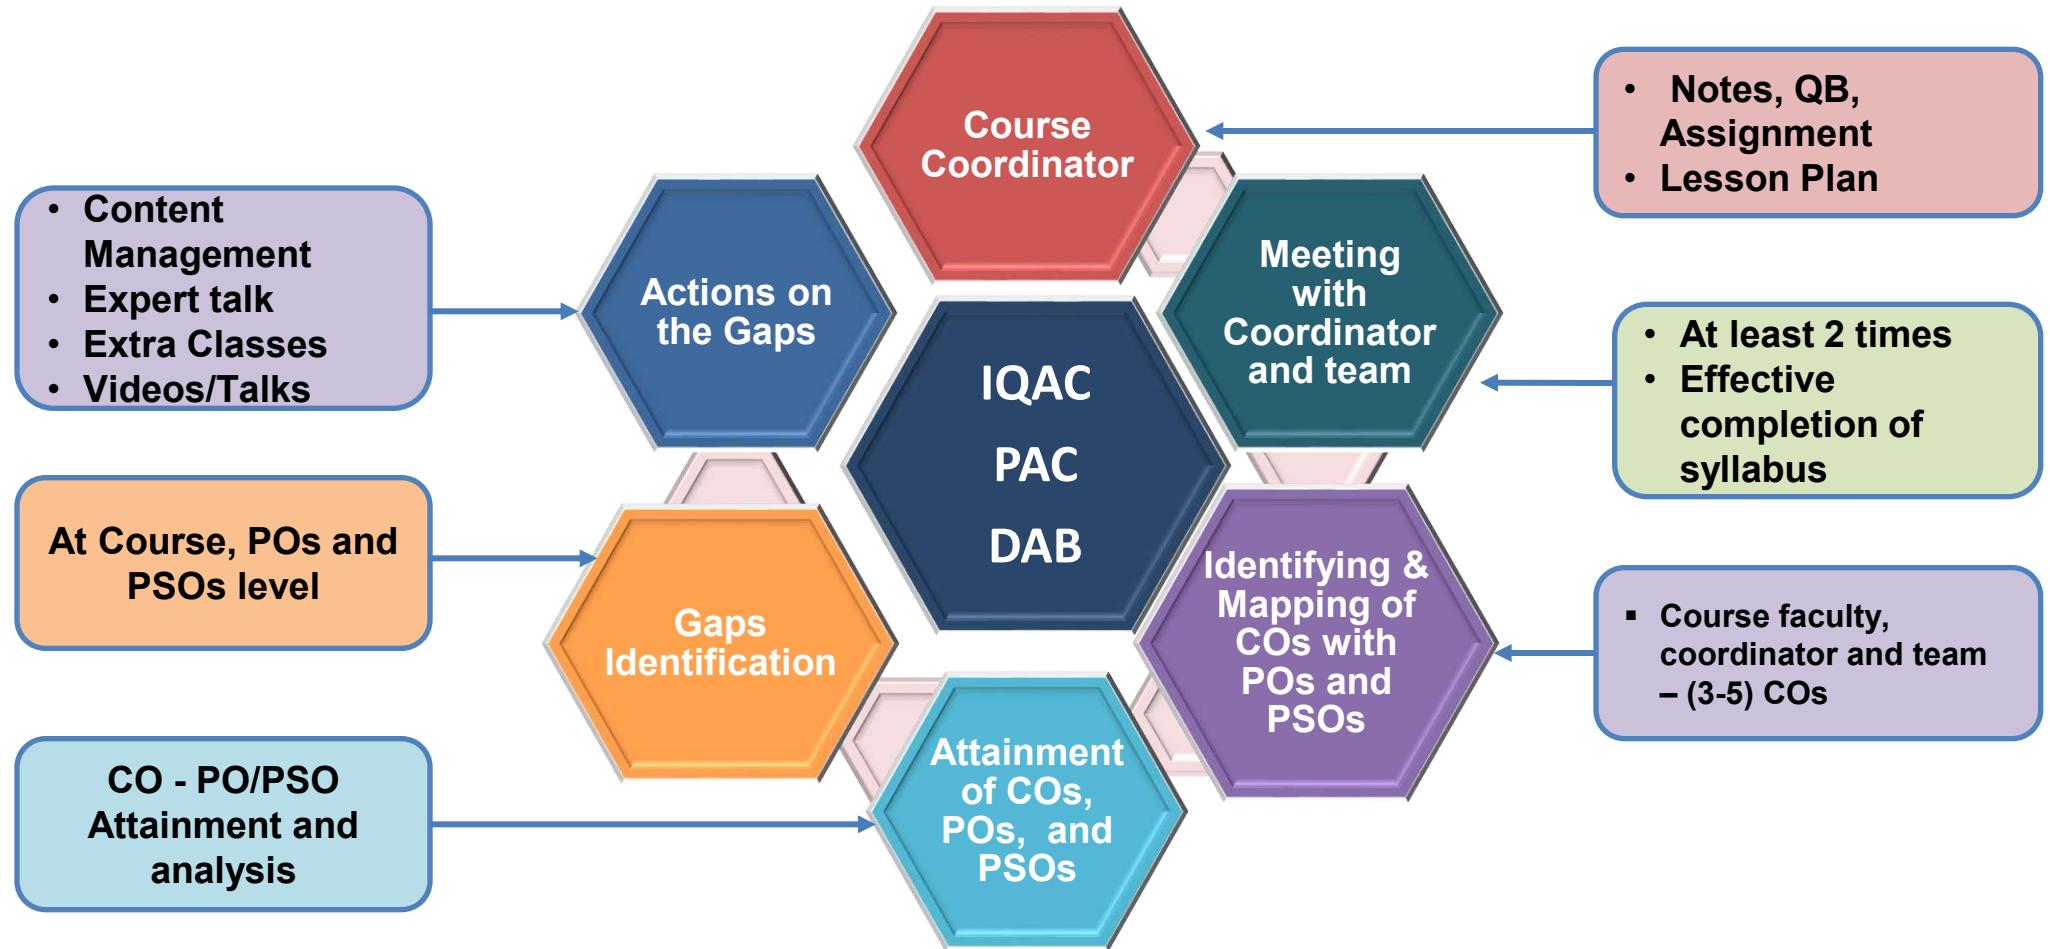 Course
Coordinator
• Notes, QB,
Assignment
• Lesson Plan
Meeting
with
Coordinator
and team
• At least 2 times
• Effective
completion of
syllabus
Identifying &
Mapping of
COs with
POs and
PSOs
▪ Course faculty,
coordinator and team
– (3-5) COs
Attainment
of COs,
POs, and
PSOs
CO - PO/PSO
Attainment and
analysis
Gaps
Identification
At Course, POs and
PSOs level
Actions on
the Gaps
• Content
Management
• Expert talk
• Extra Classes
• Videos/Talks
IQAC
PAC
DAB